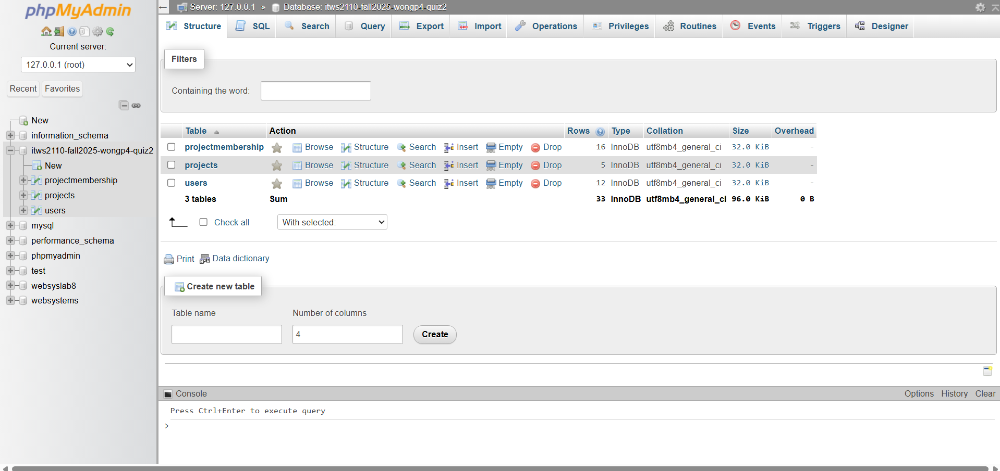 phpMyAdmin
Current server:
127.0.0.1 (root)
Recent Favorites
New
information_schema
itws2110-fall2025-wongp4-quiz2
New
projectmembership
projects
users
mysql
performance_schema
phpmyadmin
test
websyslab8
websystems
Server: 127.0.0.1 » Database: itws2110-fall2025-wongp4-quiz2
Structure SQL Search Query Export Import Operations Privileges Routines Events Triggers Designer
Filters
Containing the word:
Table Action Rows Type Collation Size Overhead
projectmembership Browse Structure Search Insert Empty Drop 16 InnoDB utf8mb4_general_ci 32.0 KiB -
projects Browse Structure Search Insert Empty Drop 5 InnoDB utf8mb4_general_ci 32.0 KiB -
users Browse Structure Search Insert Empty Drop 12 InnoDB utf8mb4_general_ci 32.0 KiB -
3 tables Sum 33 InnoDB utf8mb4_general_ci 96.0 KiB 0 B
Check all With selected:
Print Data dictionary
Create new table
Table name Number of columns
4 Create
Console Options History Clear
Press Ctrl+Enter to execute query
>